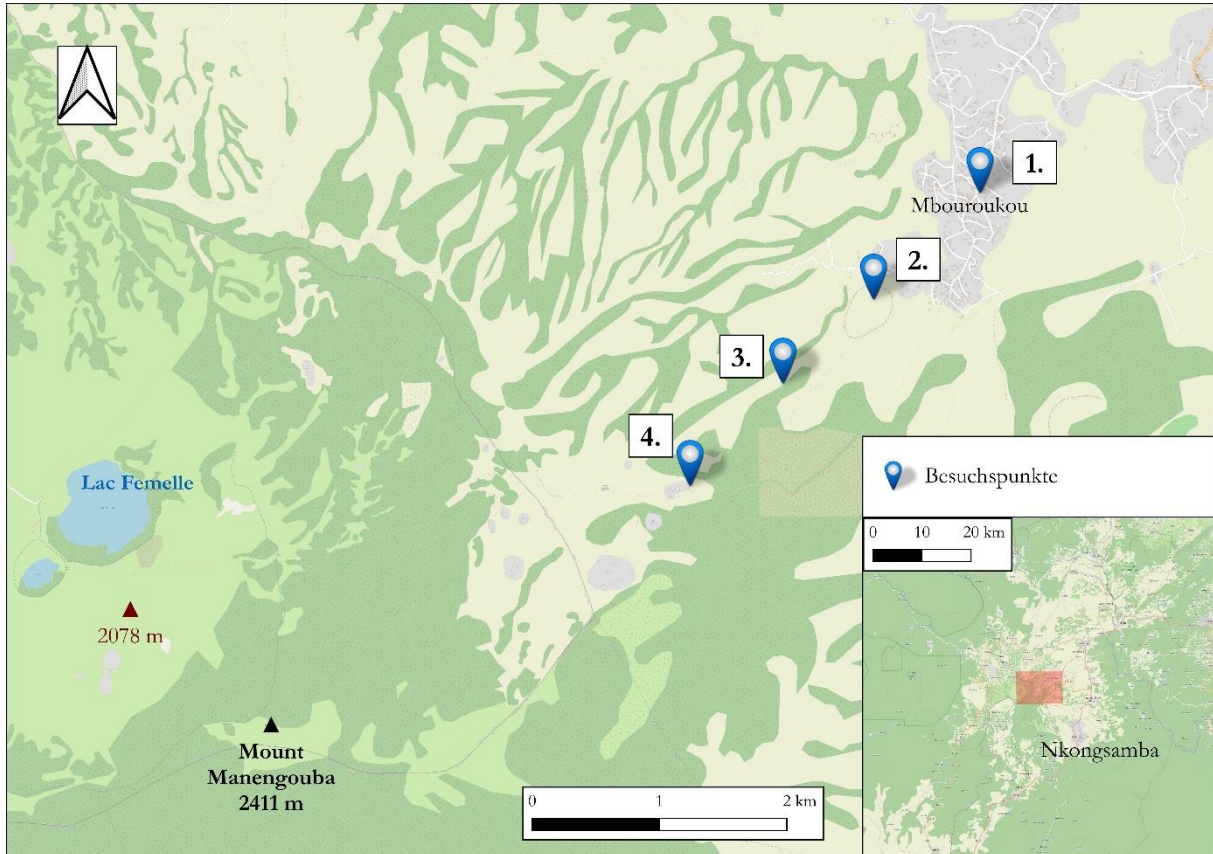 1.
Mbouroukou
2.
3.
4.
Lac Femelle
2078 m
Mount
Manengouba
2411 m
0 1 2 km
Besuchspunkte
0 10 20 km
Nkongsamba